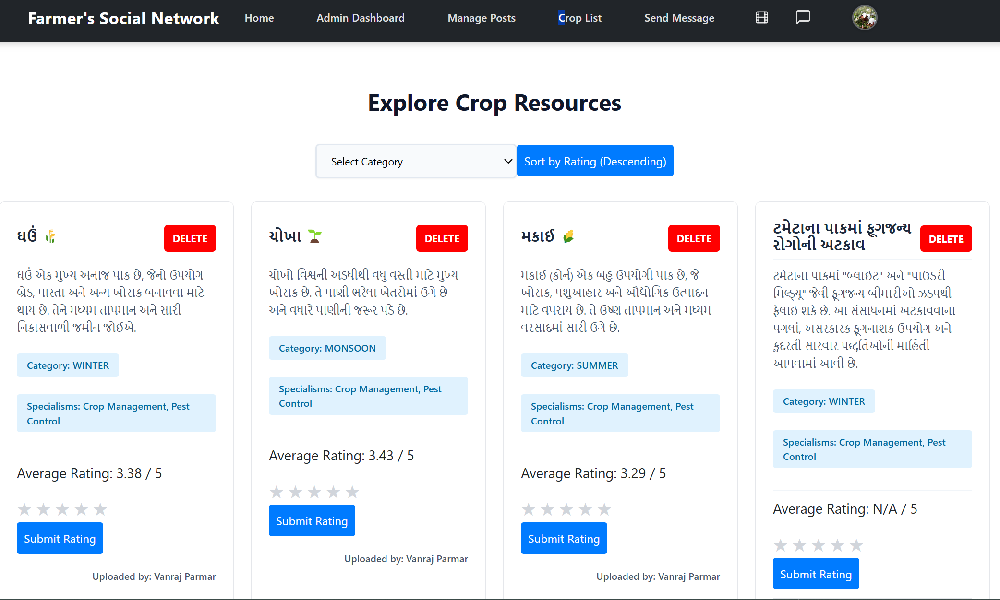 Farmer's Social Network
Home
Admin Dashboard
Manage Posts
Crop List
Send Message
Explore Crop Resources
Select Category
Sort by Rating (Descending)
ઘઉં
DELETE
ઘઉં એક મુખ્ય અનાજ પાક છે, જેનો ઉપયોગ
બ્રેડ, પાસ્તા અને અન્ય ખોરાક બનાવવા માટે
થાય છે. તેને મધ્યમ તાપમાન અને સારી
નિકાસવાળી જમીન જોઈએ.
Category: WINTER
Specialisms: Crop Management, Pest
Control
Average Rating: 3.38 / 5
Submit Rating
Uploaded by: Vanraj Parmar
ચોખા
DELETE
ચોખો વિશ્વની અડધીથી વધુ વસ્તી માટે મુખ્ય
ખોરાક છે. તે પાણી ભરેલા ખેતરોમાં ઉગે છે
અને વધારે પાણીની જરૂર પડે છે.
Category: MONSOON
Specialisms: Crop Management, Pest
Control
Average Rating: 3.43 / 5
Submit Rating
Uploaded by: Vanraj Parmar
મકાઈ
DELETE
મકાઈ (કોર્ન) એક બહુ ઉપયોગી પાક છે, જે
ખોરાક, પશુઆહાર અને ઔદ્યોગિક ઉત્પાદન
માટે વપરાય છે. તે ઉષ્ણ તાપમાન અને મધ્યમ
વરસાદમાં સારી ઉગે છે.
Category: SUMMER
Specialisms: Crop Management, Pest
Control
Average Rating: 3.29 / 5
Submit Rating
Uploaded by: Vanraj Parmar
ટમેટાના પાકમાં ફૂગજન્ય
રોગોની અટકાવ
DELETE
ટમેટાના પાકમાં "બ્લાઈટ" અને "પાઉડરી
મિલ્ડ્યૂ" જેવી ફૂગજન્ય બીમારીઓ ઝડપથી
ફેલાઈ શકે છે. આ સંસાધનમાં અટકાવવાના
પગલાં, અસરકારક ફૂગનાશક ઉપયોગ અને
કુદરતી સારવાર પદ્ધતિઓની માહિતી
આપવામાં આવી છે.
Category: WINTER
Specialisms: Crop Management, Pest
Control
Average Rating: N/A / 5
Submit Rating